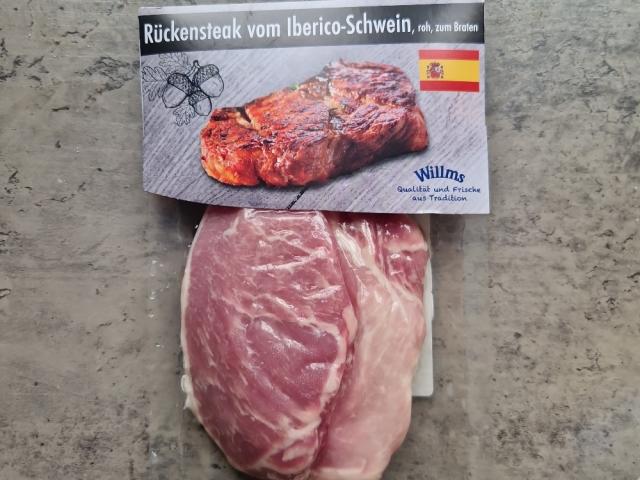 Rückensteak vom Iberico-Schwein, roh, zum Braten
Willms
Qualität und Frische
aus Tradition